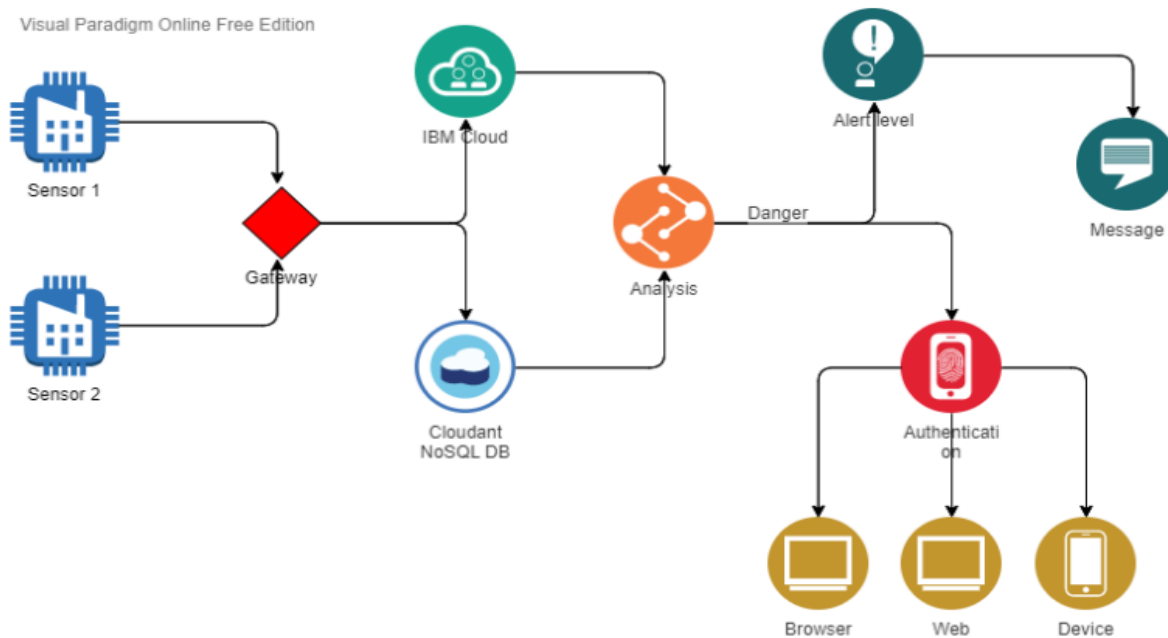 Visual Paradigm Online Free Edition
Sensor 1
Sensor 2
Gateway
IBM Cloud
Cloudant
NoSQL DB
Analysis
Danger
Alert level
!
Message
Authenticati
on
Browser
Web
Device